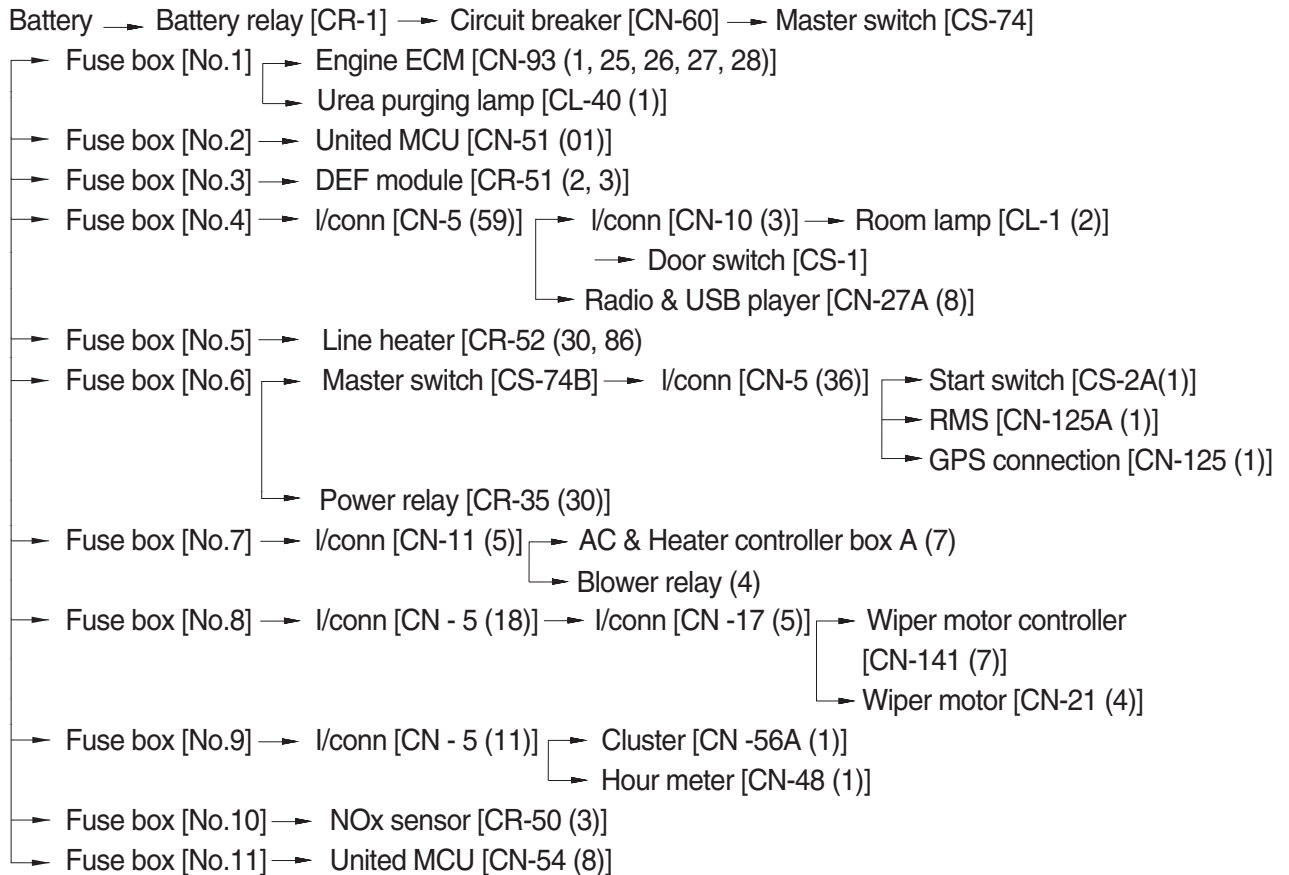 Battery → Battery relay [CR-1] → Circuit breaker [CN-60] → Master switch [CS-74]
→ Fuse box [No.1] → Engine ECM [CN-93 (1, 25, 26, 27, 28)]
→ Urea purging lamp [CL-40 (1)]
→ Fuse box [No.2] → United MCU [CN-51 (01)]
→ Fuse box [No.3] → DEF module [CR-51 (2, 3)]
→ Fuse box [No.4] → I/conn [CN-5 (59)] → I/conn [CN-10 (3)] → Room lamp [CL-1 (2)]
→ Door switch [CS-1]
→ Radio & USB player [CN-27A (8)]
→ Fuse box [No.5] → Line heater [CR-52 (30, 86)
→ Fuse box [No.6] → Master switch [CS-74B] → I/conn [CN-5 (36)] → Start switch [CS-2A(1)]
→ RMS [CN-125A (1)]
→ GPS connection [CN-125 (1)]
→ Power relay [CR-35 (30)]
→ Fuse box [No.7] → I/conn [CN-11 (5)] → AC & Heater controller box A (7)
→ Blower relay (4)
→ Fuse box [No.8] → I/conn [CN - 5 (18)] → I/conn [CN -17 (5)] → Wiper motor controller
[CN-141 (7)]
→ Wiper motor [CN-21 (4)]
→ Fuse box [No.9] → I/conn [CN - 5 (11)] → Cluster [CN -56A (1)]
→ Hour meter [CN-48 (1)]
→ Fuse box [No.10] → NOx sensor [CR-50 (3)]
→ Fuse box [No.11] → United MCU [CN-54 (8)]